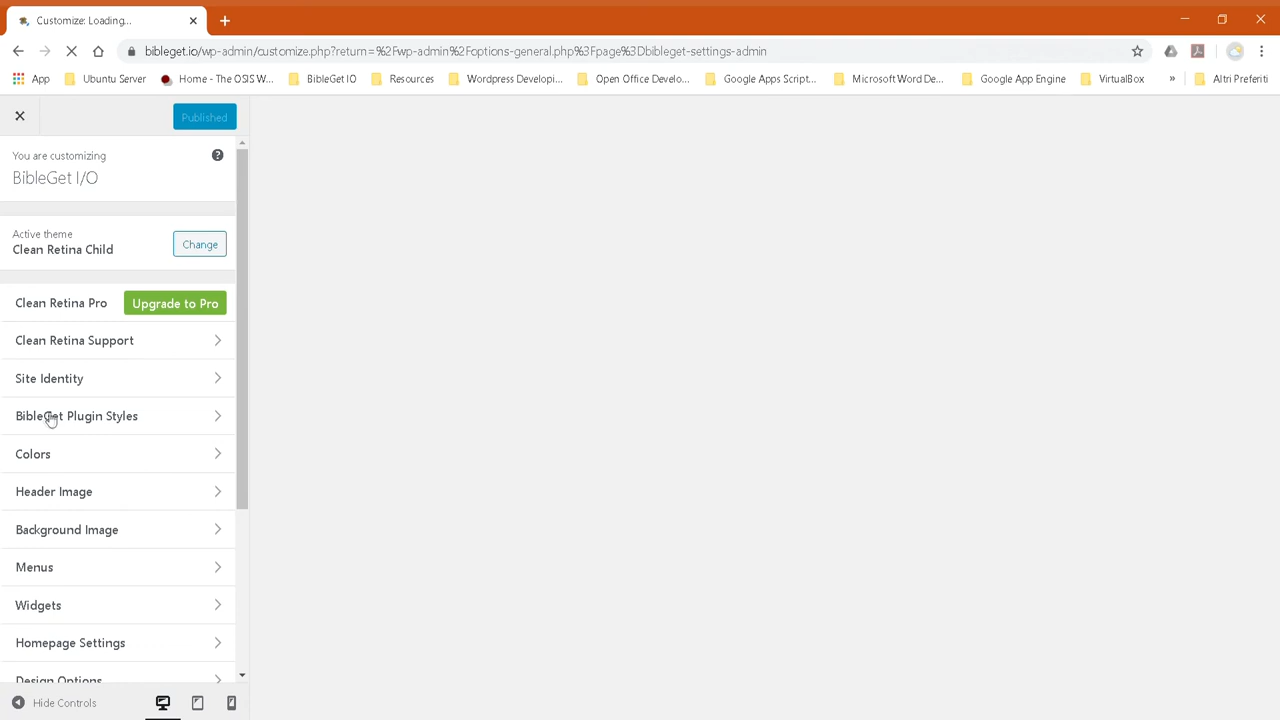 Customize: Loading...
bibleget.io/wp-admin/customize.php?return=%2Fwp-admin%2Foptions-general.php%3Fpage%3Dbibleget-settings-admin
App Ubuntu Server Home - The OSIS W... BibleGet IO Resources Wordpress Developi... Open Office Develo... Google Apps Script... Microsoft Word De... Google App Engine VirtualBox » Altri Preferiti
Published
You are customizing
BibleGet I/O
Active theme
Clean Retina Child
Change
Clean Retina Pro Upgrade to Pro
Clean Retina Support
Site Identity
BibleGet Plugin Styles
Colors
Header Image
Background Image
Menus
Widgets
Homepage Settings
Design Options
Hide Controls